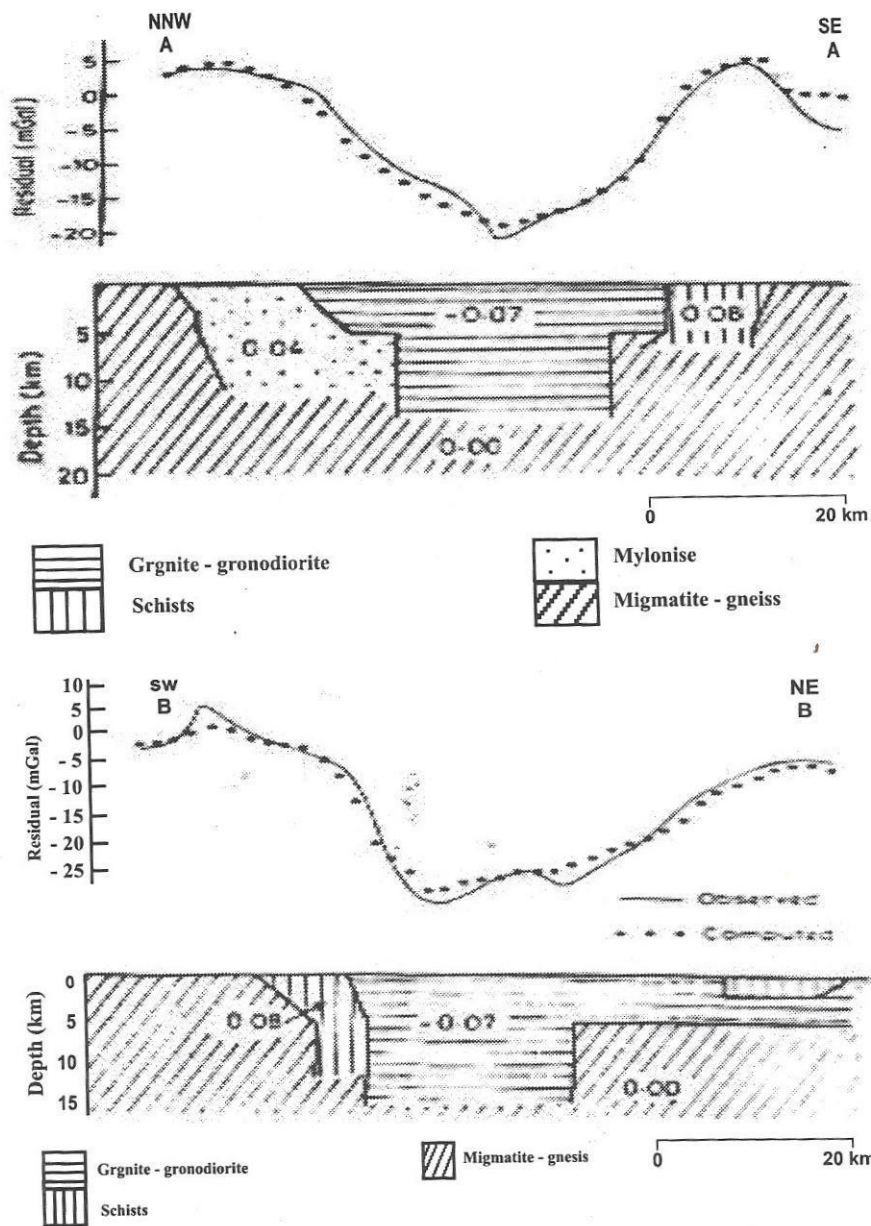 NNW
A
SE
A
5
0
-5
-10
-15
-20
Residual (mGal)
-0.07
0.08
0.04
0.00
5
10
15
20
Depth (km)
0 20 km
Grgnite - gronodiorite
Mylonise
Schists
Migmatite - gneiss
10
5
0
-5
-10
-15
-20
-25
Residual (mGal)
sw
B
NE
B
Observed
Computed
0
5
10
15
Depth (km)
0.08
-0.07
0.00
0 20 km
Grgnite - gronodiorite
Migmatite - gnesis
Schists